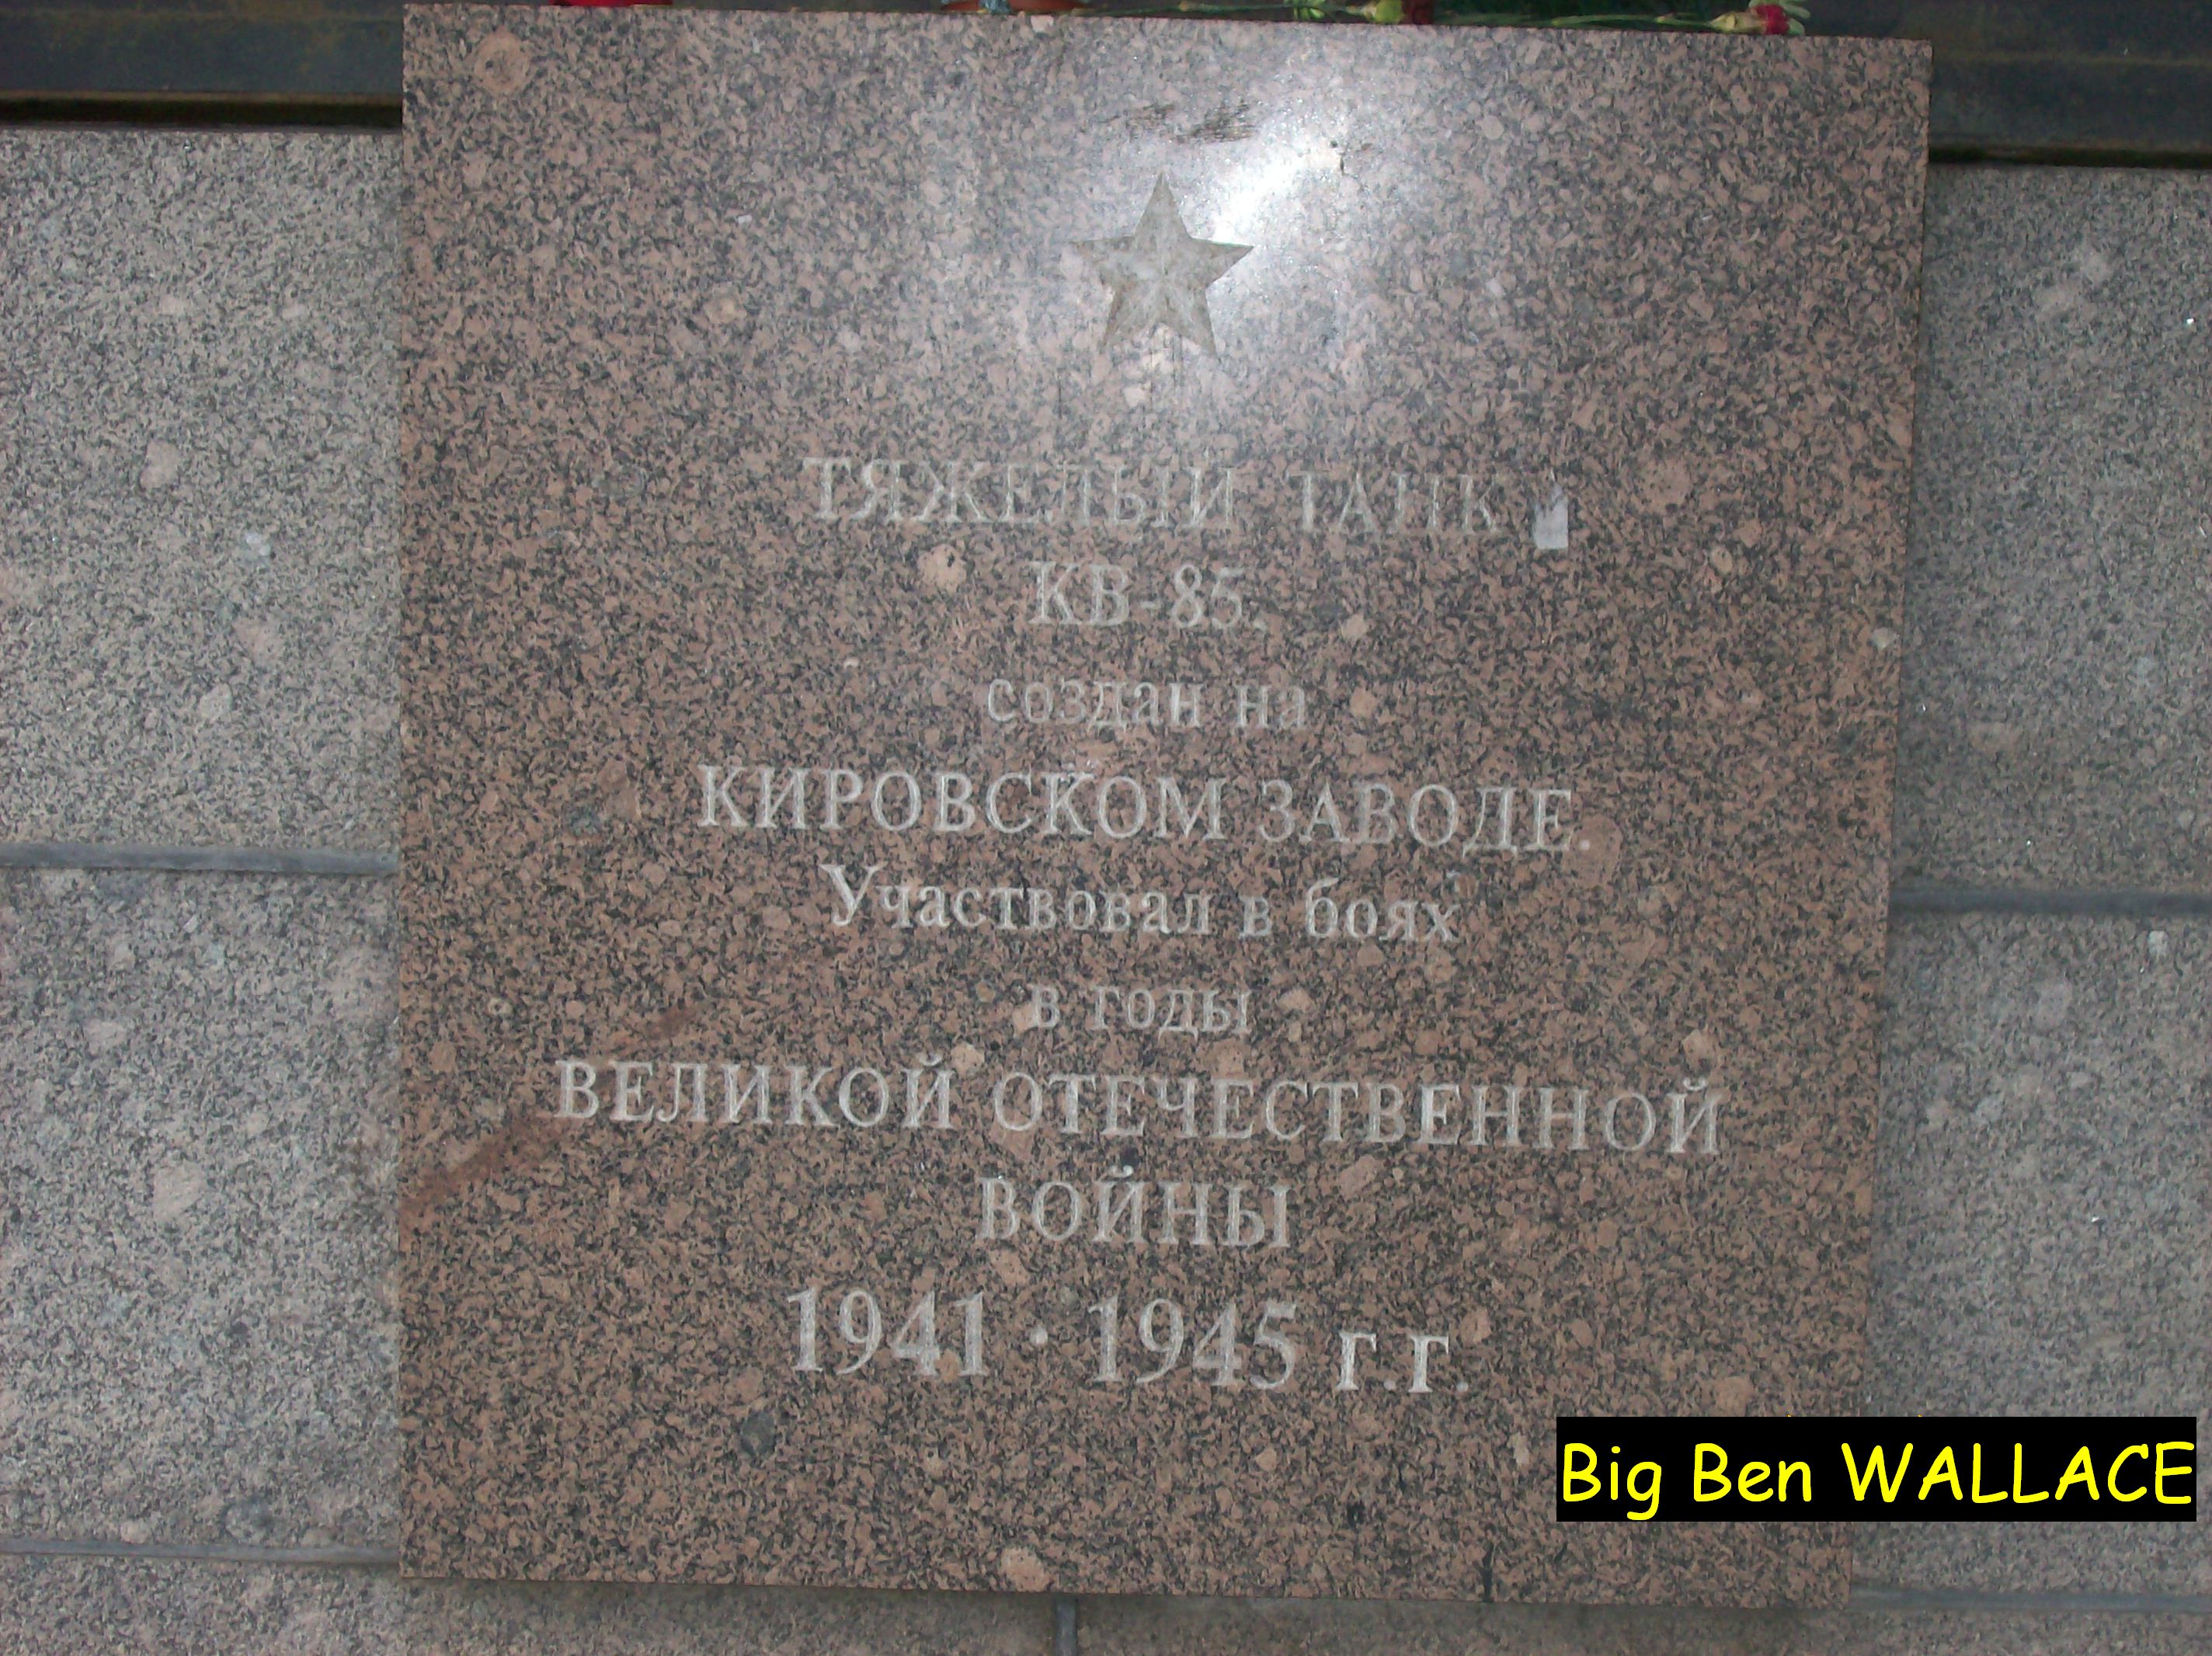 ТЯЖЕЛЫЙ ТАНК
КВ-85,
создан на
КИРОВСКОМ ЗАВОДЕ.
Участвовал в боях
в годы
ВЕЛИКОЙ ОТЕЧЕСТВЕННОЙ
ВОЙНЫ
1941 · 1945 г.г.
Big Ben WALLACE